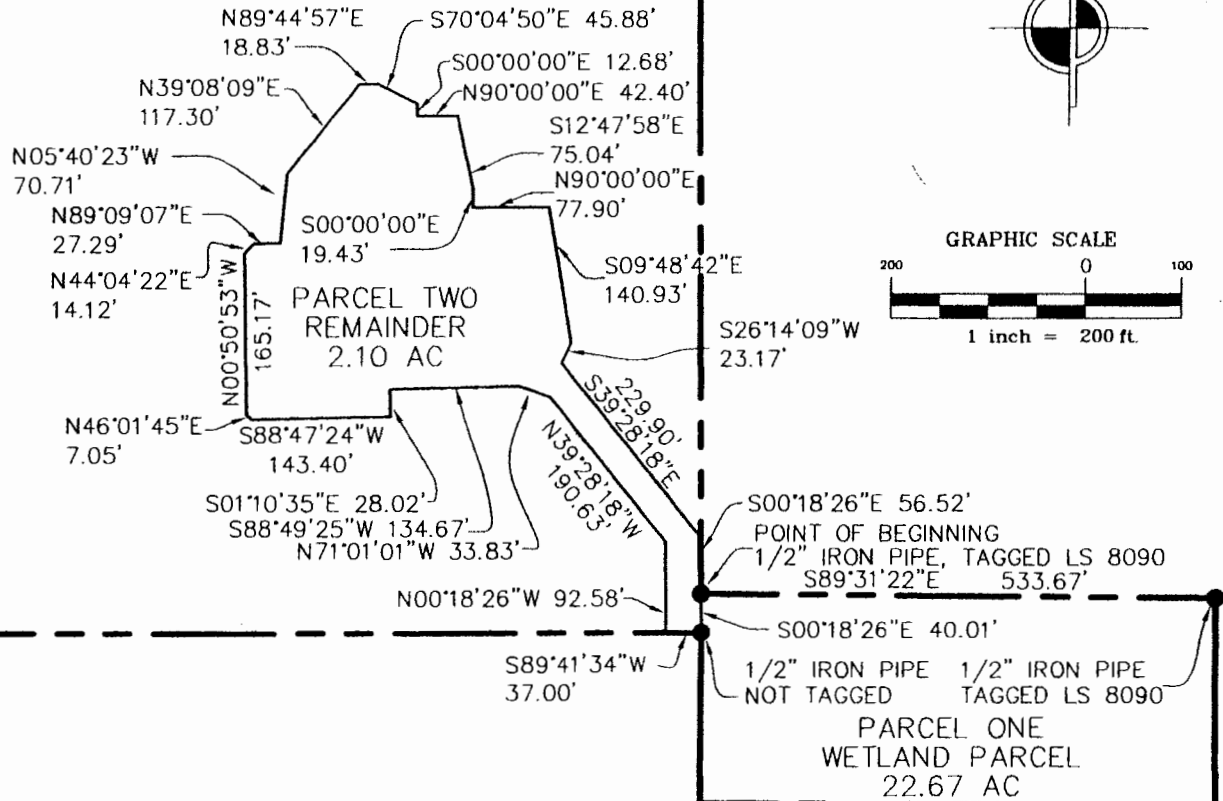 N89°44'57"E
18.83'
S70°04'50"E 45.88'
S00°00'00"E 12.68'
N90°00'00"E 42.40'
N39°08'09"E
117.30'
S12°47'58"E
75.04'
N05°40'23"W
70.71'
N90°00'00"E
77.90'
N89°09'07"E
27.29'
S00°00'00"E
19.43'
N44°04'22"E
14.12'
S09°48'42"E
140.93'
GRAPHIC SCALE
200 0 100
1 inch = 200 ft.
N00°50'53"W
165.17'
PARCEL TWO
REMAINDER
2.10 AC
S26°14'09"W
23.17'
229.90'
S39°28'18"E
N46°01'45"E
7.05'
S88°47'24"W
143.40'
N39°28'18"W
190.63'
S01°10'35"E 28.02'
S88°49'25"W 134.67'
N71°01'01"W 33.83'
S00°18'26"E 56.52'
POINT OF BEGINNING
1/2" IRON PIPE, TAGGED LS 8090
S89°31'22"E 533.67'
N00°18'26"W 92.58'
S00°18'26"E 40.01'
S89°41'34"W
37.00'
1/2" IRON PIPE
NOT TAGGED
1/2" IRON PIPE
TAGGED LS 8090
PARCEL ONE
WETLAND PARCEL
22.67 AC